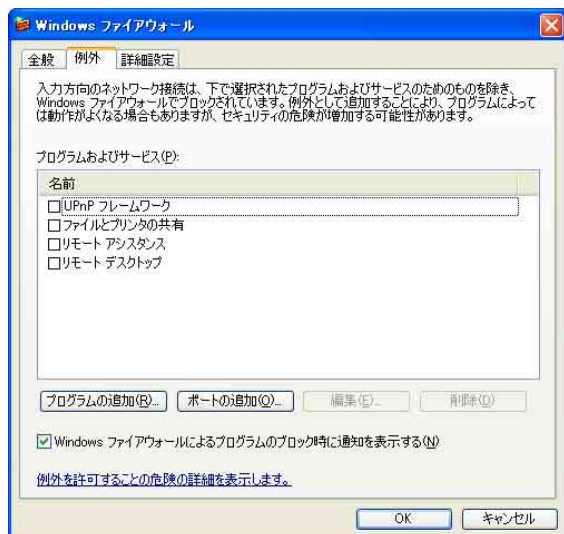 Windows ファイアウォール
全般
例外
詳細設定
入力方向のネットワーク接続は、下で選択されたプログラムおよびサービスのためのものを除き、
Windows ファイアウォールでブロックされています。例外として追加することにより、プログラムによって
は動作がよくなる場合もありますが、セキュリティの危険が増加する可能性があります。
プログラムおよびサービス(P):
名前
UPnP フレームワーク
ファイルとプリンタの共有
リモート アシスタンス
リモート デスクトップ
プログラムの追加(R)...
ポートの追加(O)...
編集(E)...
削除(D)
Windows ファイアウォールによるプログラムのブロック時に通知を表示する(N)
例外を許可することの危険の詳細を表示します。
OK
キャンセル